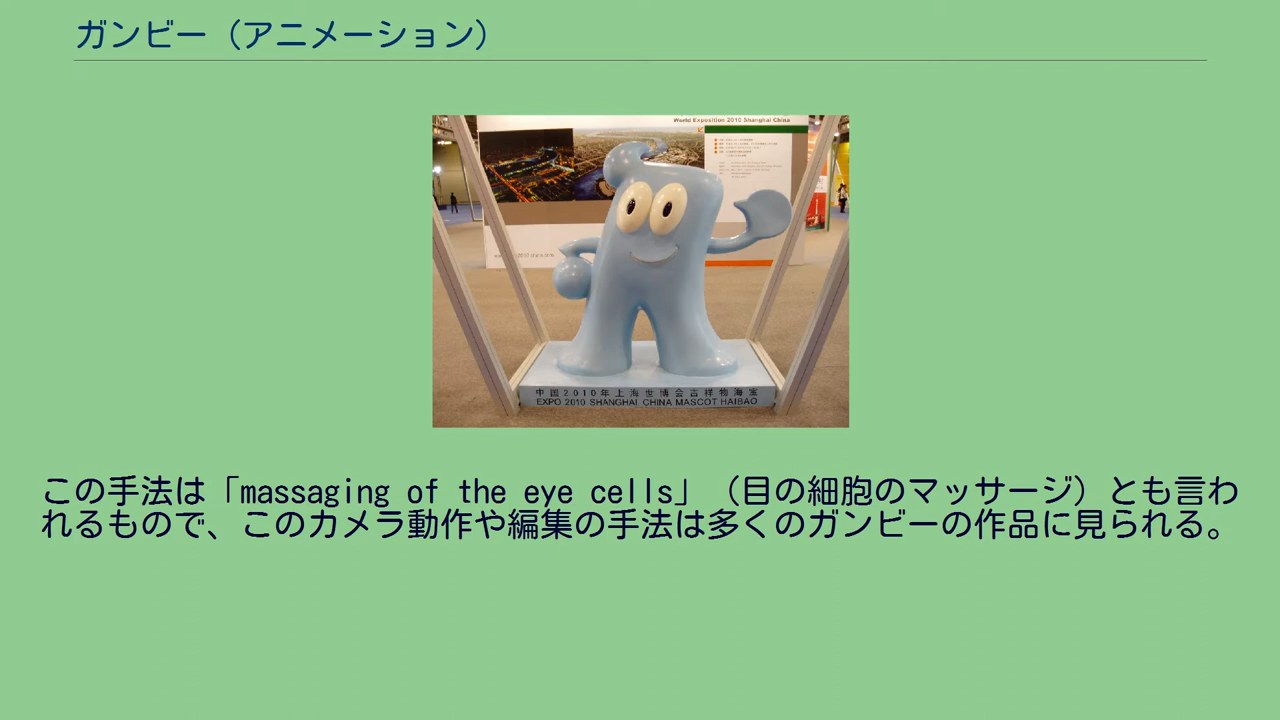 ガンビー（アニメーション）
World Exposition 2010 Shanghai China
中国2010年上海世博会吉祥物海宝
EXPO 2010 SHANGHAI CHINA MASCOT HAIBAO
この手法は「massaging of the eye cells」（目の細胞のマッサージ）とも言わ
れるもので、このカメラ動作や編集の手法は多くのガンビーの作品に見られる。